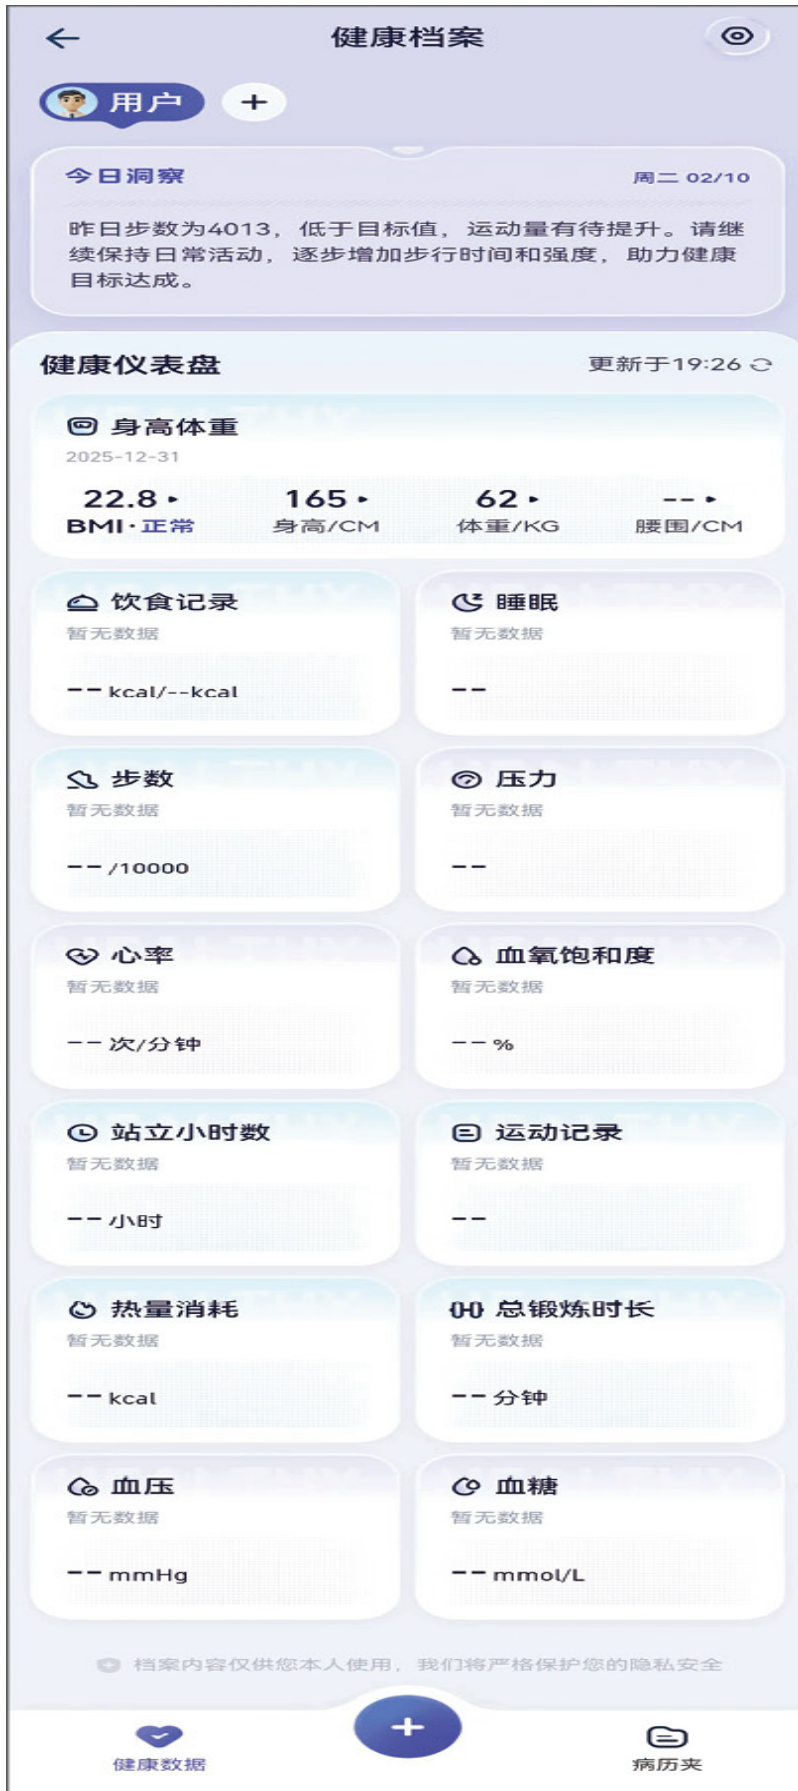 健康档案
用户
+
今日洞察
周二 02/10
昨日步数为4013，低于目标值，运动量有待提升。请继
续保持日常活动，逐步增加步行时间和强度，助力健康
目标达成。
健康仪表盘
更新于19:26
身高体重
2025-12-31
22.8 165 62 --
BMI·正常 身高/CM 体重/KG 腰围/CM
饮食记录
暂无数据
-- kcal/--kcal
睡眠
暂无数据
--
步数
暂无数据
-- /10000
压力
暂无数据
--
心率
暂无数据
-- 次/分钟
血氧饱和度
暂无数据
-- %
站立小时数
暂无数据
-- 小时
运动记录
暂无数据
--
热量消耗
暂无数据
-- kcal
总锻炼时长
暂无数据
-- 分钟
血压
暂无数据
-- mmHg
血糖
暂无数据
-- mmol/L
档案内容仅供您本人使用，我们将严格保护您的隐私安全
健康数据
+
病历夹